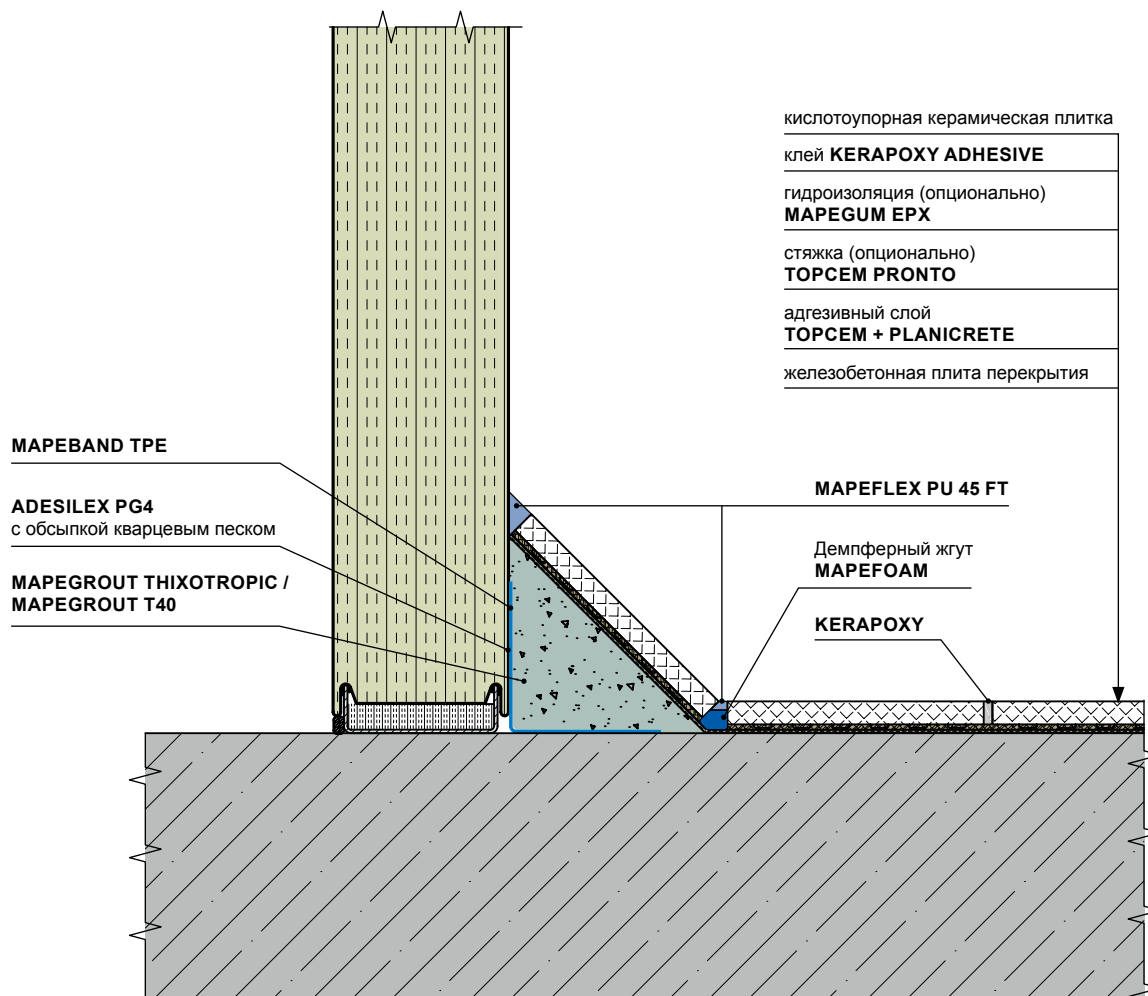 кислотоупорная керамическая плитка
клей KERAPOXY ADHESIVE
гидроизоляция (опционально)
MAPEGUM EPX
стяжка (опционально)
TOPCEM PRONTO
адгезивный слой
TOPCEM + PLANICRETE
железобетонная плита перекрытия
MAPEBAND TPE
ADESILEX PG4
с обсыпкой кварцевым песком
MAPEGROUT THIXOTROPIC /
MAPEGROUT T40
MAPEFLEX PU 45 FT
Демпферный жгут
MAPEFOAM
KERAPOXY